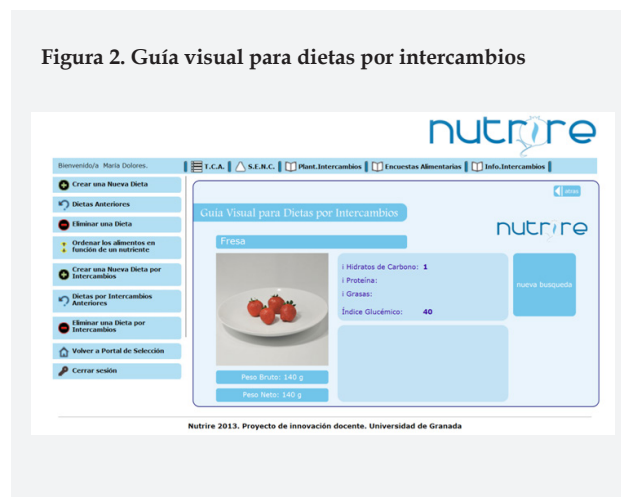 Figura 2. Guía visual para dietas por intercambios
nutrire
Bienvenido/a Maria Dolores.
T.C.A. S.E.N.C. Plant.Intercambios Encuestas Alimentarias Info.Intercambios
Crear una Nueva Dieta
Dietas Anteriores
Eliminar una Dieta
Ordenar los alimentos en
función de un nutriente
Crear una Nueva Dieta por
Intercambios
Dietas por Intercambios
Anteriores
Eliminar una Dieta por
Intercambios
Volver a Portal de Selección
Cerrar sesión
atras
Guía Visual para Dietas por Intercambios
nutrire
Fresa
i Hidratos de Carbono: 1
i Proteína:
i Grasas:
Índice Glucémico: 40
nueva busqueda
Peso Bruto: 140 g
Peso Neto: 140 g
Nutrire 2013. Proyecto de innovación docente. Universidad de Granada